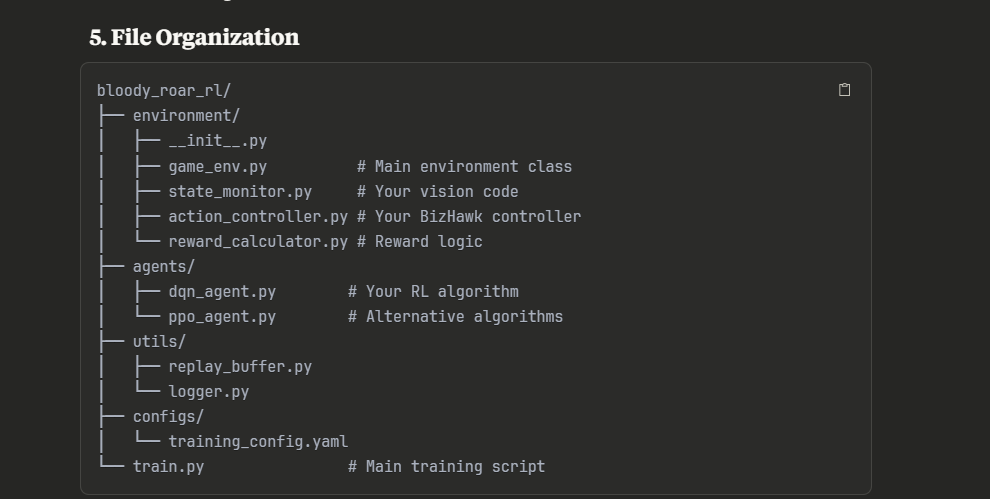 5. File Organization
bloody_roar_rl/
├── environment/
│   ├── __init__.py
│   ├── game_env.py          # Main environment class
│   ├── state_monitor.py     # Your vision code
│   ├── action_controller.py # Your BizHawk controller
│   └── reward_calculator.py # Reward logic
├── agents/
│   ├── dqn_agent.py        # Your RL algorithm
│   └── ppo_agent.py        # Alternative algorithms
├── utils/
│   ├── replay_buffer.py
│   └── logger.py
├── configs/
│   └── training_config.yaml
└── train.py                # Main training script